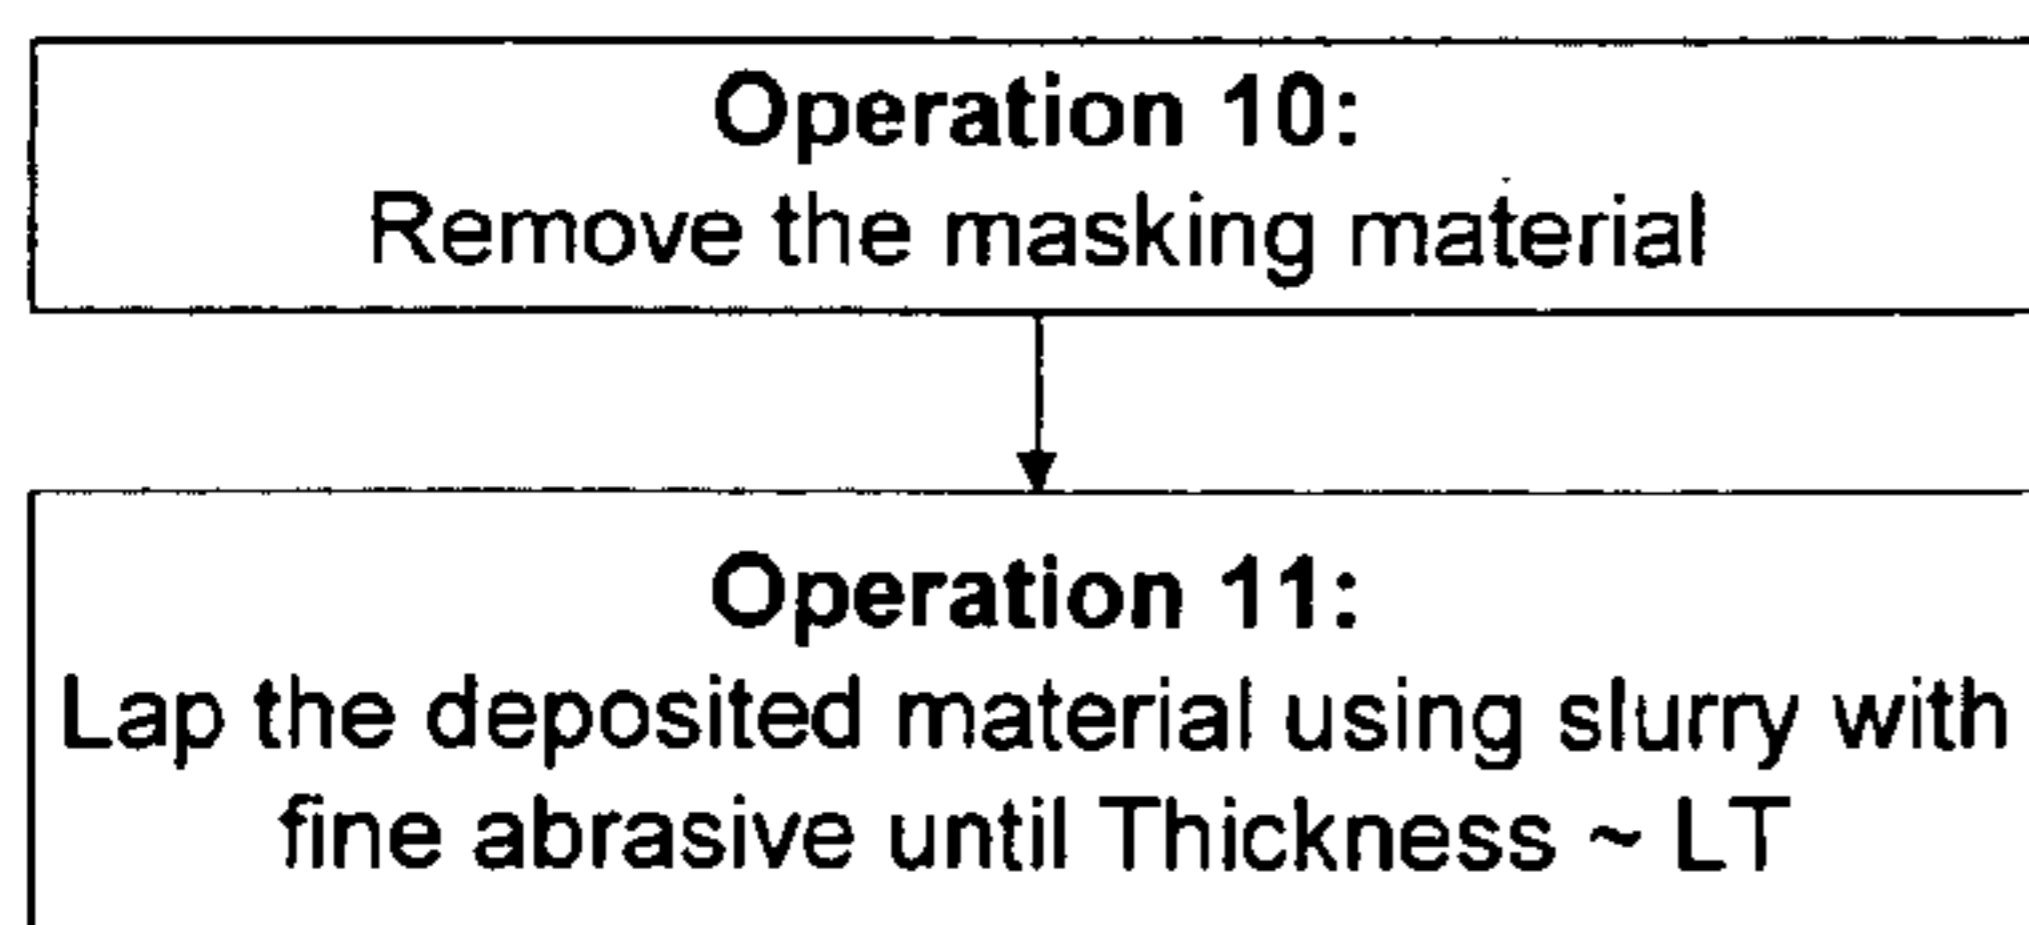 Operation 10:
Remove the masking material
Operation 11:
Lap the deposited material using slurry with
fine abrasive until Thickness ~ LT